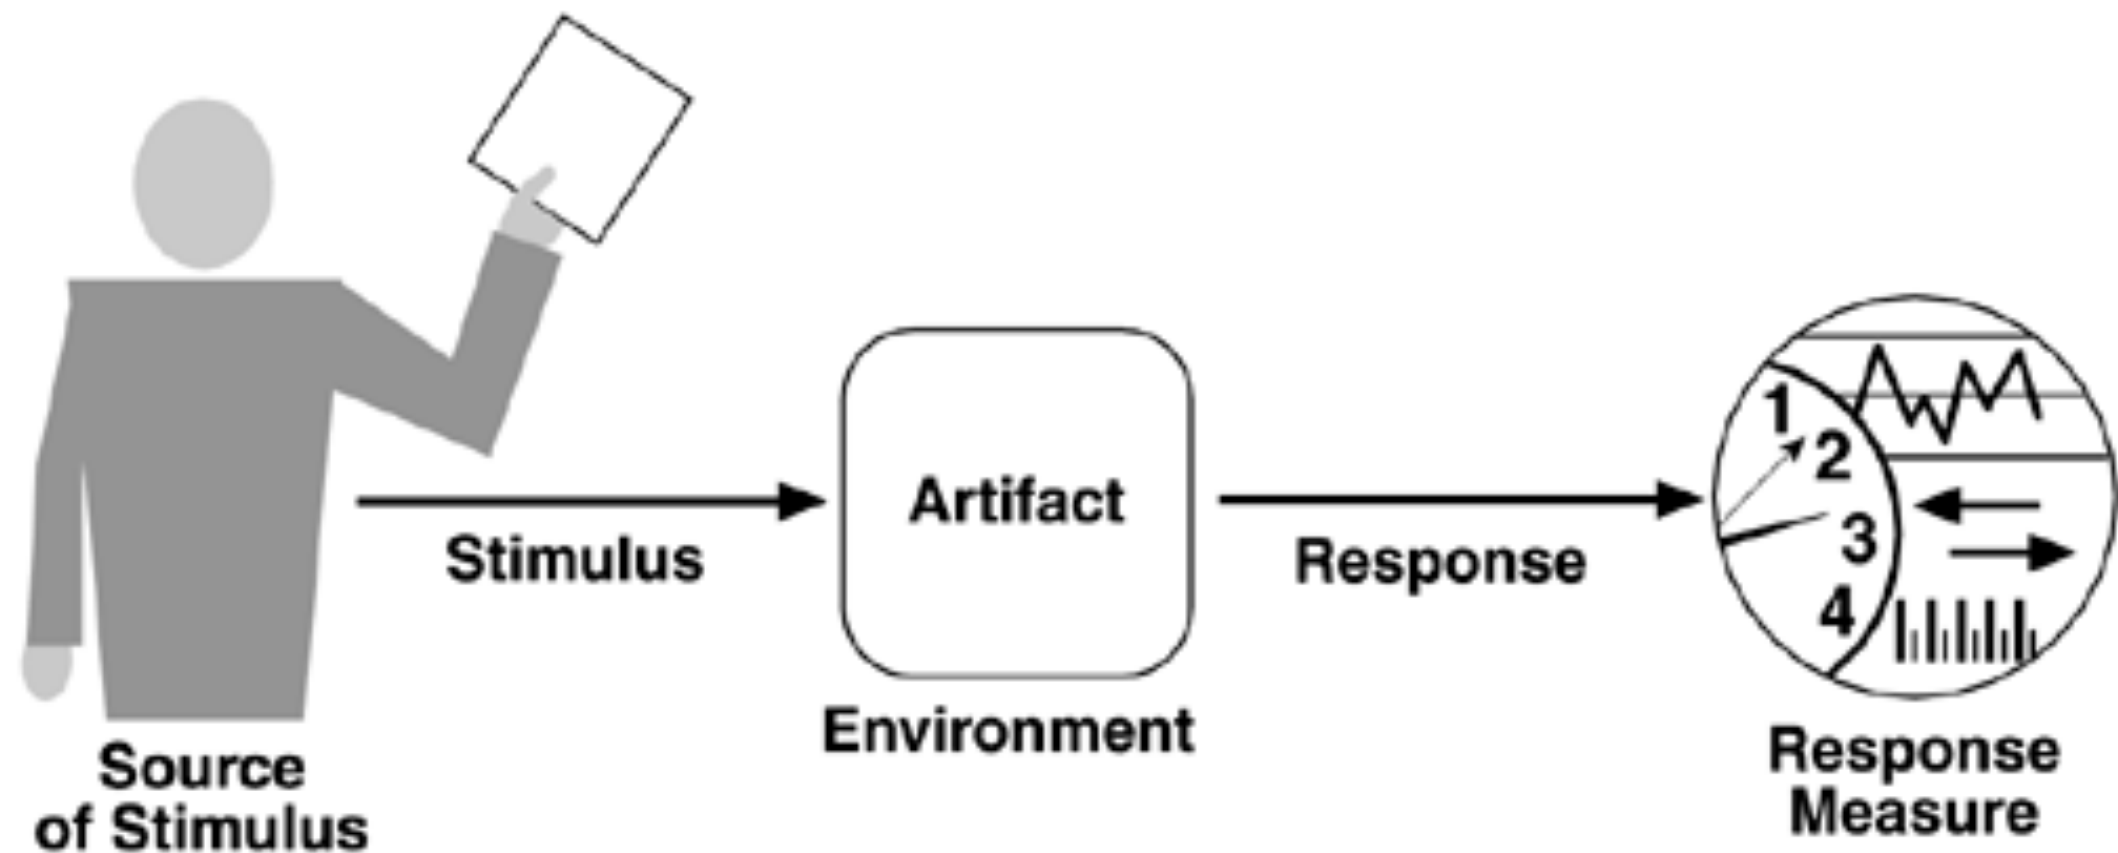 Source
of Stimulus
Stimulus
Artifact
Environment
Response
1
2
3
4
Response
Measure